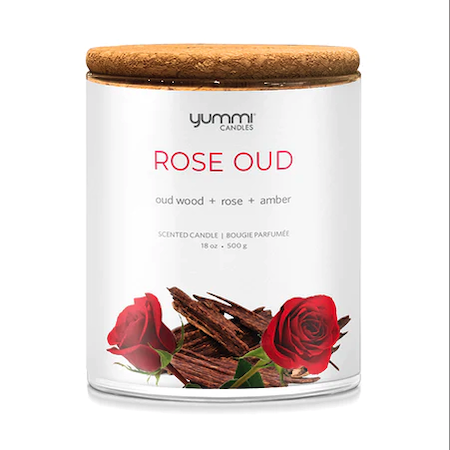 yummi
CANDLES
ROSE OUD
oud wood + rose + amber
SCENTED CANDLE | BOUGIE PARFUMÉE
18 oz • 500 g